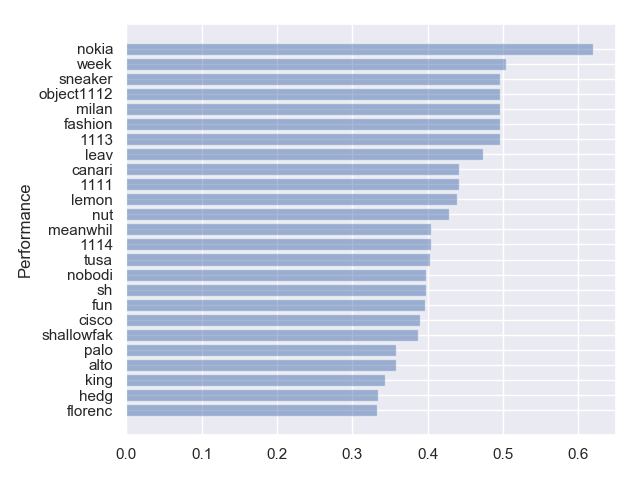 nokia
week
sneaker
object1112
milan
fashion
1113
leav
canari
1111
lemon
nut
meanwhil
1114
tusa
nobodi
sh
fun
cisco
shallowfak
palo
alto
king
hedg
florenc
Performance
0.0 0.1 0.2 0.3 0.4 0.5 0.6